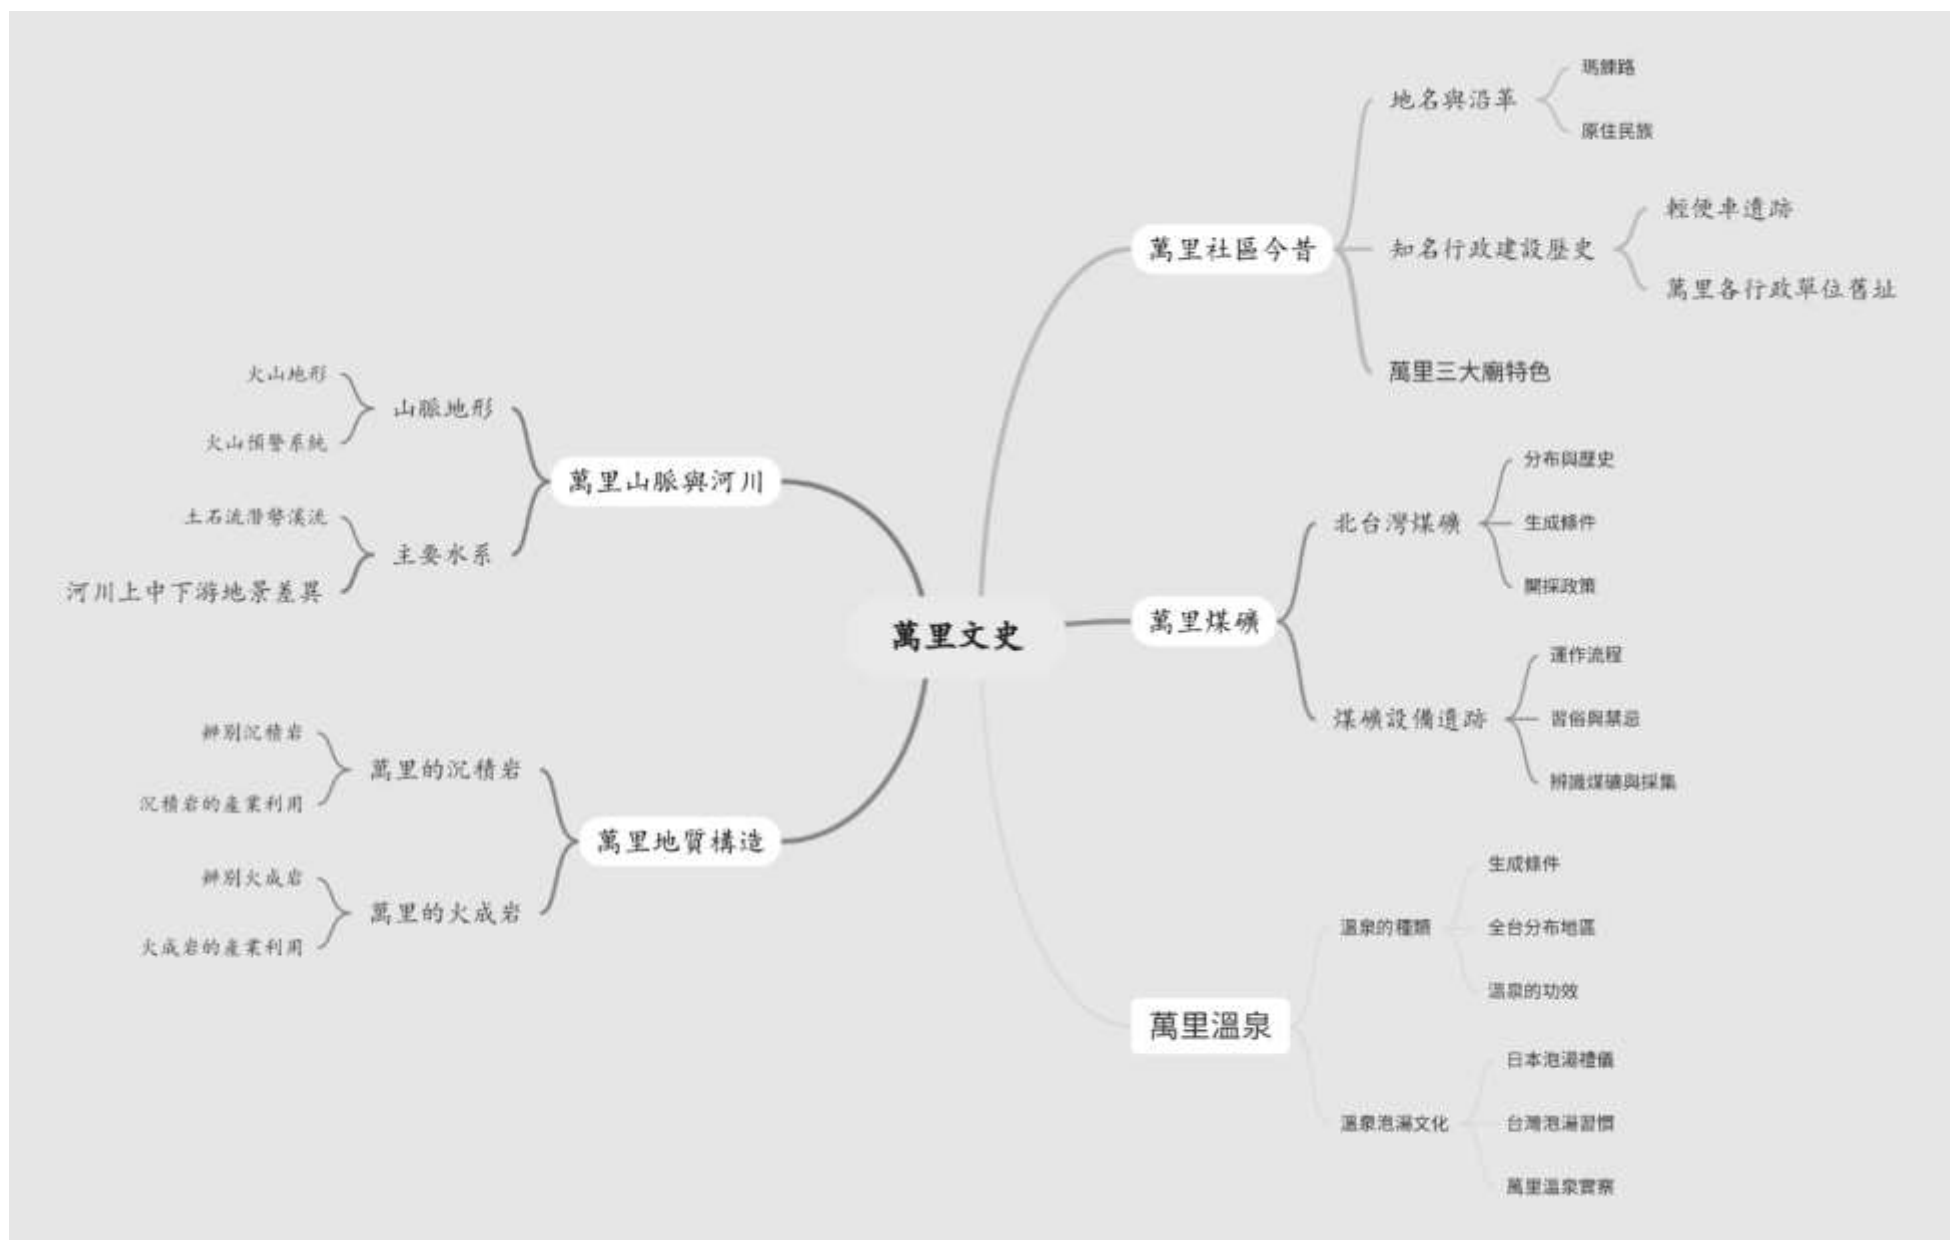 萬里文史
萬里社區今昔
地名與沿革
瑪鋉路
原住民族
知名行政建設歷史
輕便車遺跡
萬里各行政單位舊址
萬里三大廟特色
萬里煤礦
北台灣煤礦
分布與歷史
生成條件
開採政策
煤礦設備遺跡
運作流程
習俗與禁忌
辨識煤礦與採集
萬里溫泉
溫泉的種類
生成條件
全台分布地區
溫泉的功效
溫泉泡湯文化
日本泡湯禮儀
台灣泡湯習慣
萬里溫泉實察
萬里山脈與河川
山脈地形
火山地形
火山預警系統
主要水系
土石流潛勢溪流
河川上中下游地景差異
萬里地質構造
萬里的沉積岩
辨別沉積岩
沉積岩的產業利用
萬里的火成岩
辨別火成岩
火成岩的產業利用